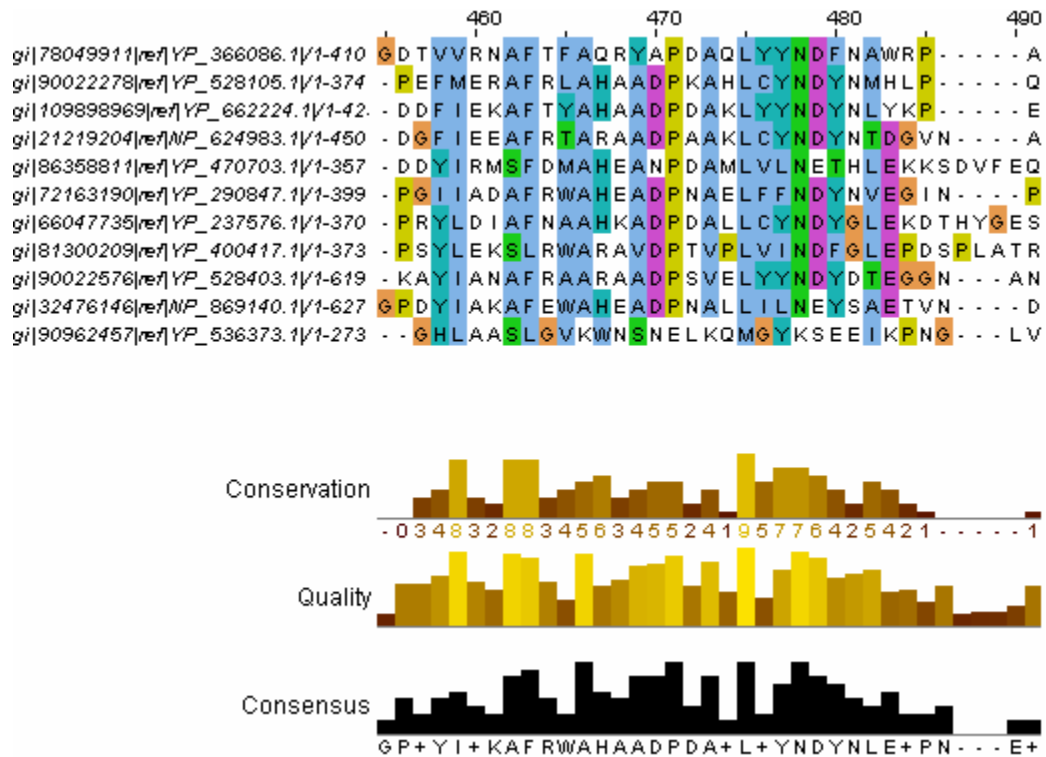 460 470 480 490
gi|78049911|ref|YP_366086.1|/1-410 GDTVVRNAFTFAQRYAPDAQLYYNDFNAWRP-----A
gi|90022278|ref|YP_528105.1|/1-374 -PEFMERAFRLAHAADPKAHLCYNDYNMHLP-----Q
gi|109898969|ref|YP_662224.1|/1-42- -DDFIEKAFTYAHAADPDAKLYYNDYNLYKP-----E
gi|21219204|ref|NP_624983.1|/1-450 -DGFIEEAFRTARAADPAAKLCYNDYNTDGVN----A
gi|86358811|ref|YP_470703.1|/1-357 -DDYIRMSFDMAHEANPDAMLVLNETHLEKKSDVFEQ
gi|72163190|ref|YP_290847.1|/1-399 -PGIIADAFRWAHEADPNAELFFNDYNVEGIN----P
gi|66047735|ref|YP_237576.1|/1-370 -PRYLDIAFNAAHKADPDALLCYNDYGLEKDTHYGES
gi|81300209|ref|YP_400417.1|/1-373 -PSYLEKSLRWARAVDPTVPLVINDFGLEPDSPLATR
gi|90022576|ref|YP_528403.1|/1-619 -KAYIANAFRAARAADPSVELYYNDYDTEGGN---AN
gi|32476146|ref|NP_869140.1|/1-627 GPDYIAKAFEWAHEADPNALLILNEYSAETVN----D
gi|90962457|ref|YP_536373.1|/1-273 --GHLAASLGVKWNSNELKQMGYKSEEIKPNG---LV
Conservation
-034832883456345524195776425421-----1
Quality
Consensus
GP+YI+KAFRWAHAADPDA+L+YNDYNLE+PN---E+